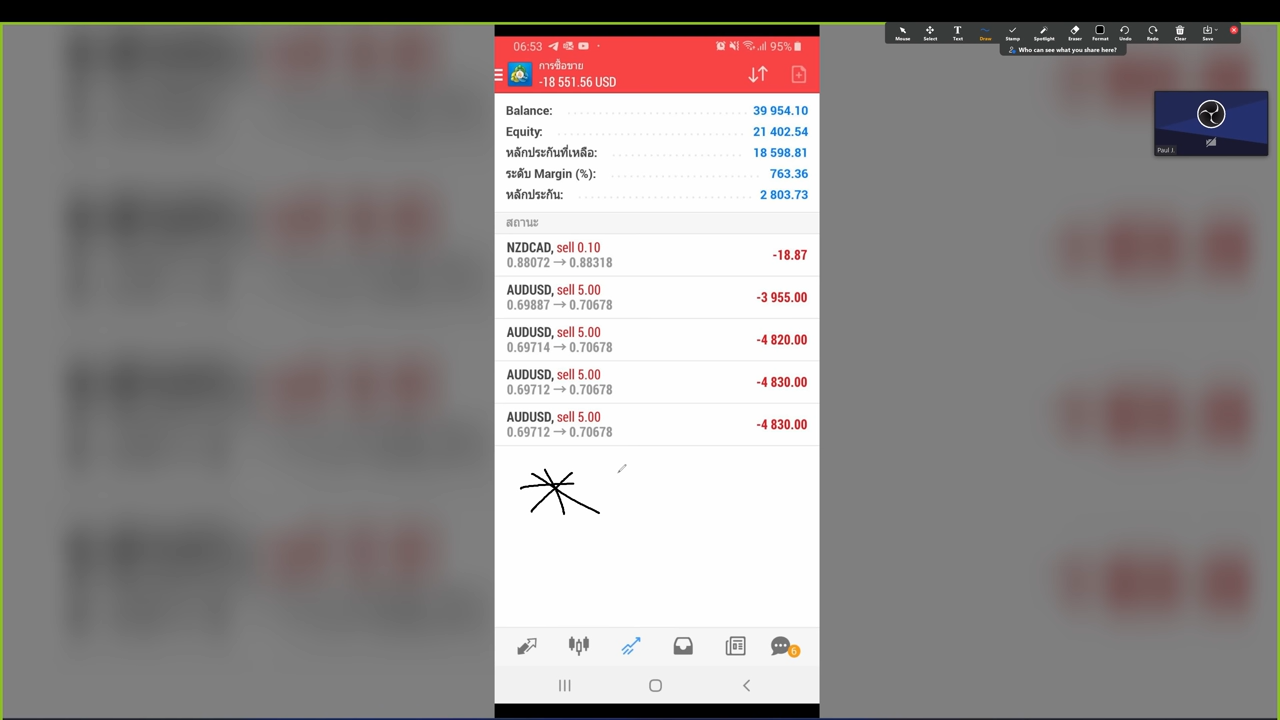 Mouse Select Text Draw Stamp Spotlight Eraser Format Undo Redo Clear Save
Who can see what you share here?
06:53 95%
การซื้อขาย
-18 551.56 USD
Balance: 39 954.10
Equity: 21 402.54
หลักประกันที่เหลือ: 18 598.81
ระดับ Margin (%): 763.36
หลักประกัน: 2 803.73
สถานะ
NZDCAD, sell 0.10
0.88072 → 0.88318 -18.87
AUDUSD, sell 5.00
0.69887 → 0.70678 -3 955.00
AUDUSD, sell 5.00
0.69714 → 0.70678 -4 820.00
AUDUSD, sell 5.00
0.69712 → 0.70678 -4 830.00
AUDUSD, sell 5.00
0.69712 → 0.70678 -4 830.00
6